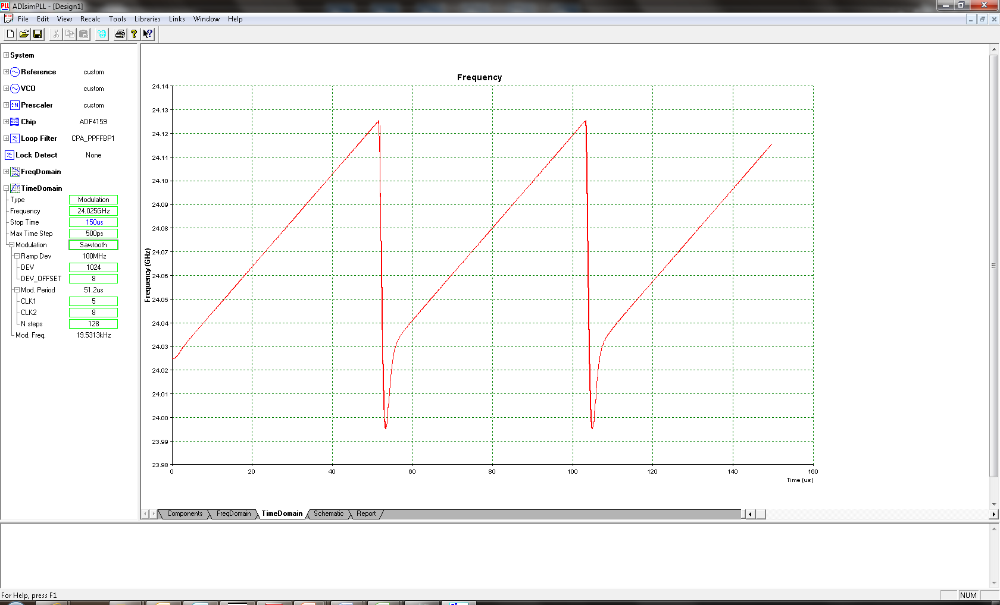 PLL ADIsimPLL - [Design1]
File Edit View Recalc Tools Libraries Links Window Help
System
Reference custom
VCO custom
Prescaler custom
Chip ADF4159
Loop Filter CPA_PPFFBP1
Lock Detect None
FreqDomain
TimeDomain
Type Modulation
Frequency 24.025GHz
Stop Time 150us
Max Time Step 500ps
Modulation Sawtooth
Ramp Dev 100MHz
DEV 1024
DEV_OFFSET 8
Mod. Period 51.2us
CLK1 5
CLK2 8
N steps 128
Mod. Freq. 19.5313kHz
Frequency
Frequency (GHz)
24.14
24.13
24.12
24.11
24.10
24.09
24.08
24.07
24.06
24.05
24.04
24.03
24.02
24.01
24.00
23.99
23.98
0 20 40 60 80 100 120 140 160
Time (us)
Components FreqDomain TimeDomain Schematic Report
For Help, press F1
NUM